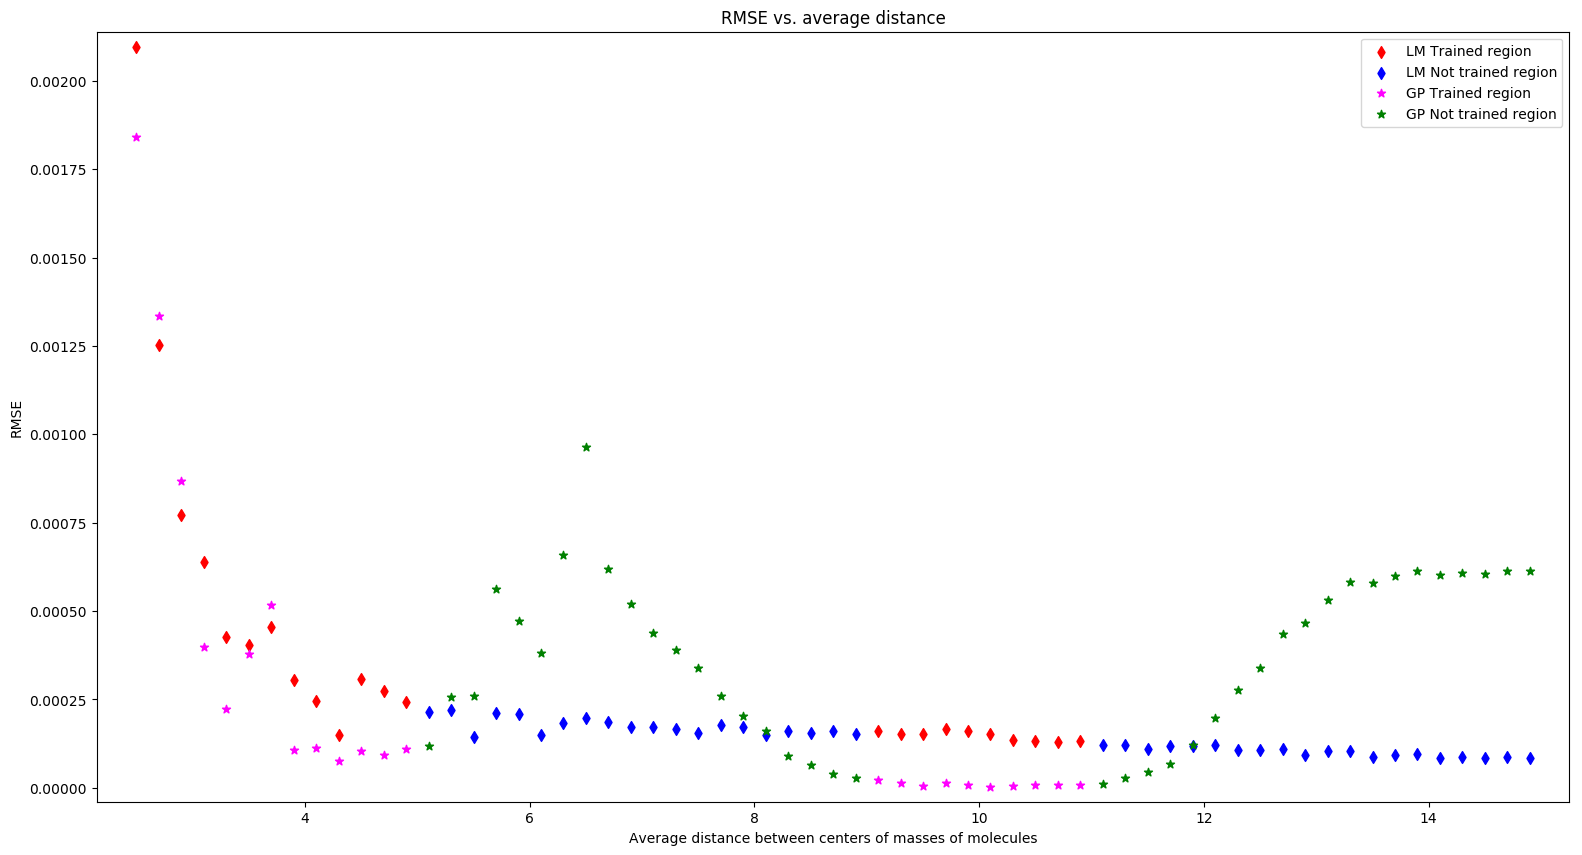 RMSE vs. average distance
LM Trained region
LM Not trained region
GP Trained region
GP Not trained region
RMSE
0.00200
0.00175
0.00150
0.00125
0.00100
0.00075
0.00050
0.00025
0.00000
4 6 8 10 12 14
Average distance between centers of masses of molecules